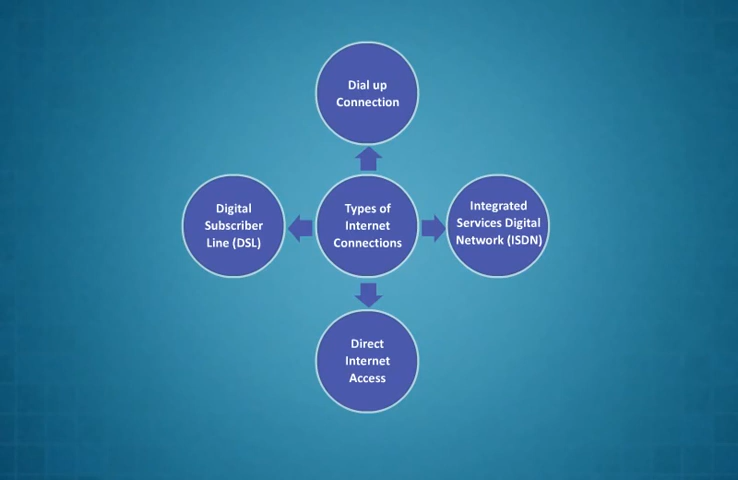 Dial up
Connection
Digital
Subscriber
Line (DSL)
Types of
Internet
Connections
Integrated
Services Digital
Network (ISDN)
Direct
Internet
Access